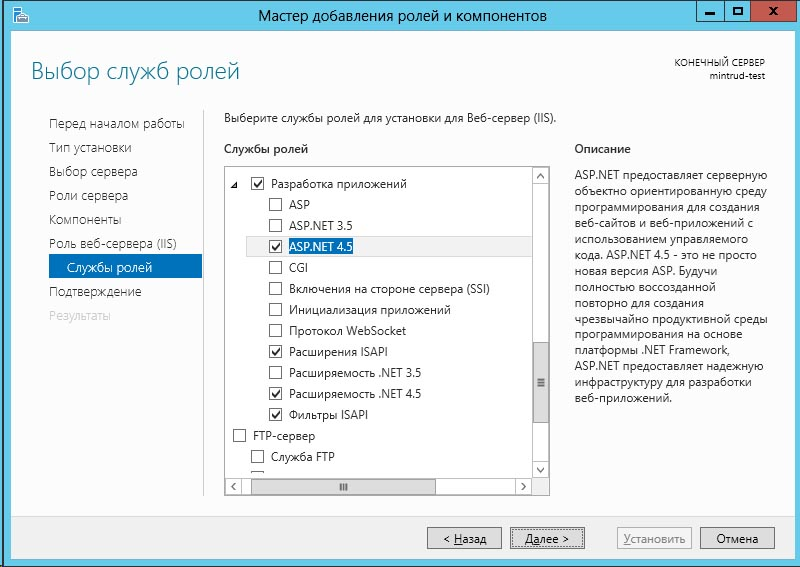 Мастер добавления ролей и компонентов
Выбор служб ролей
КОНЕЧНЫЙ СЕРВЕР
mintrud-test
Перед началом работы
Тип установки
Выбор сервера
Роли сервера
Компоненты
Роль веб-сервера (IIS)
Службы ролей
Подтверждение
Результаты
Выберите службы ролей для установки для Веб-сервер (IIS).
Службы ролей
Разработка приложений
ASP
ASP.NET 3.5
ASP.NET 4.5
CGI
Включения на стороне сервера (SSI)
Инициализация приложений
Протокол WebSocket
Расширения ISAPI
Расширяемость .NET 3.5
Расширяемость .NET 4.5
Фильтры ISAPI
FTP-сервер
Служба FTP
Описание
ASP.NET предоставляет серверную
объектно ориентированную среду
программирования для создания
веб-сайтов и веб-приложений с
использованием управляемого
кода. ASP.NET 4.5 - это не просто
новая версия ASP. Будучи
полностью воссозданной
повторно для создания
чрезвычайно продуктивной среды
программирования на основе
платформы .NET Framework,
ASP.NET предоставляет надежную
инфраструктуру для разработки
веб-приложений.
< Назад
Далее >
Установить
Отмена